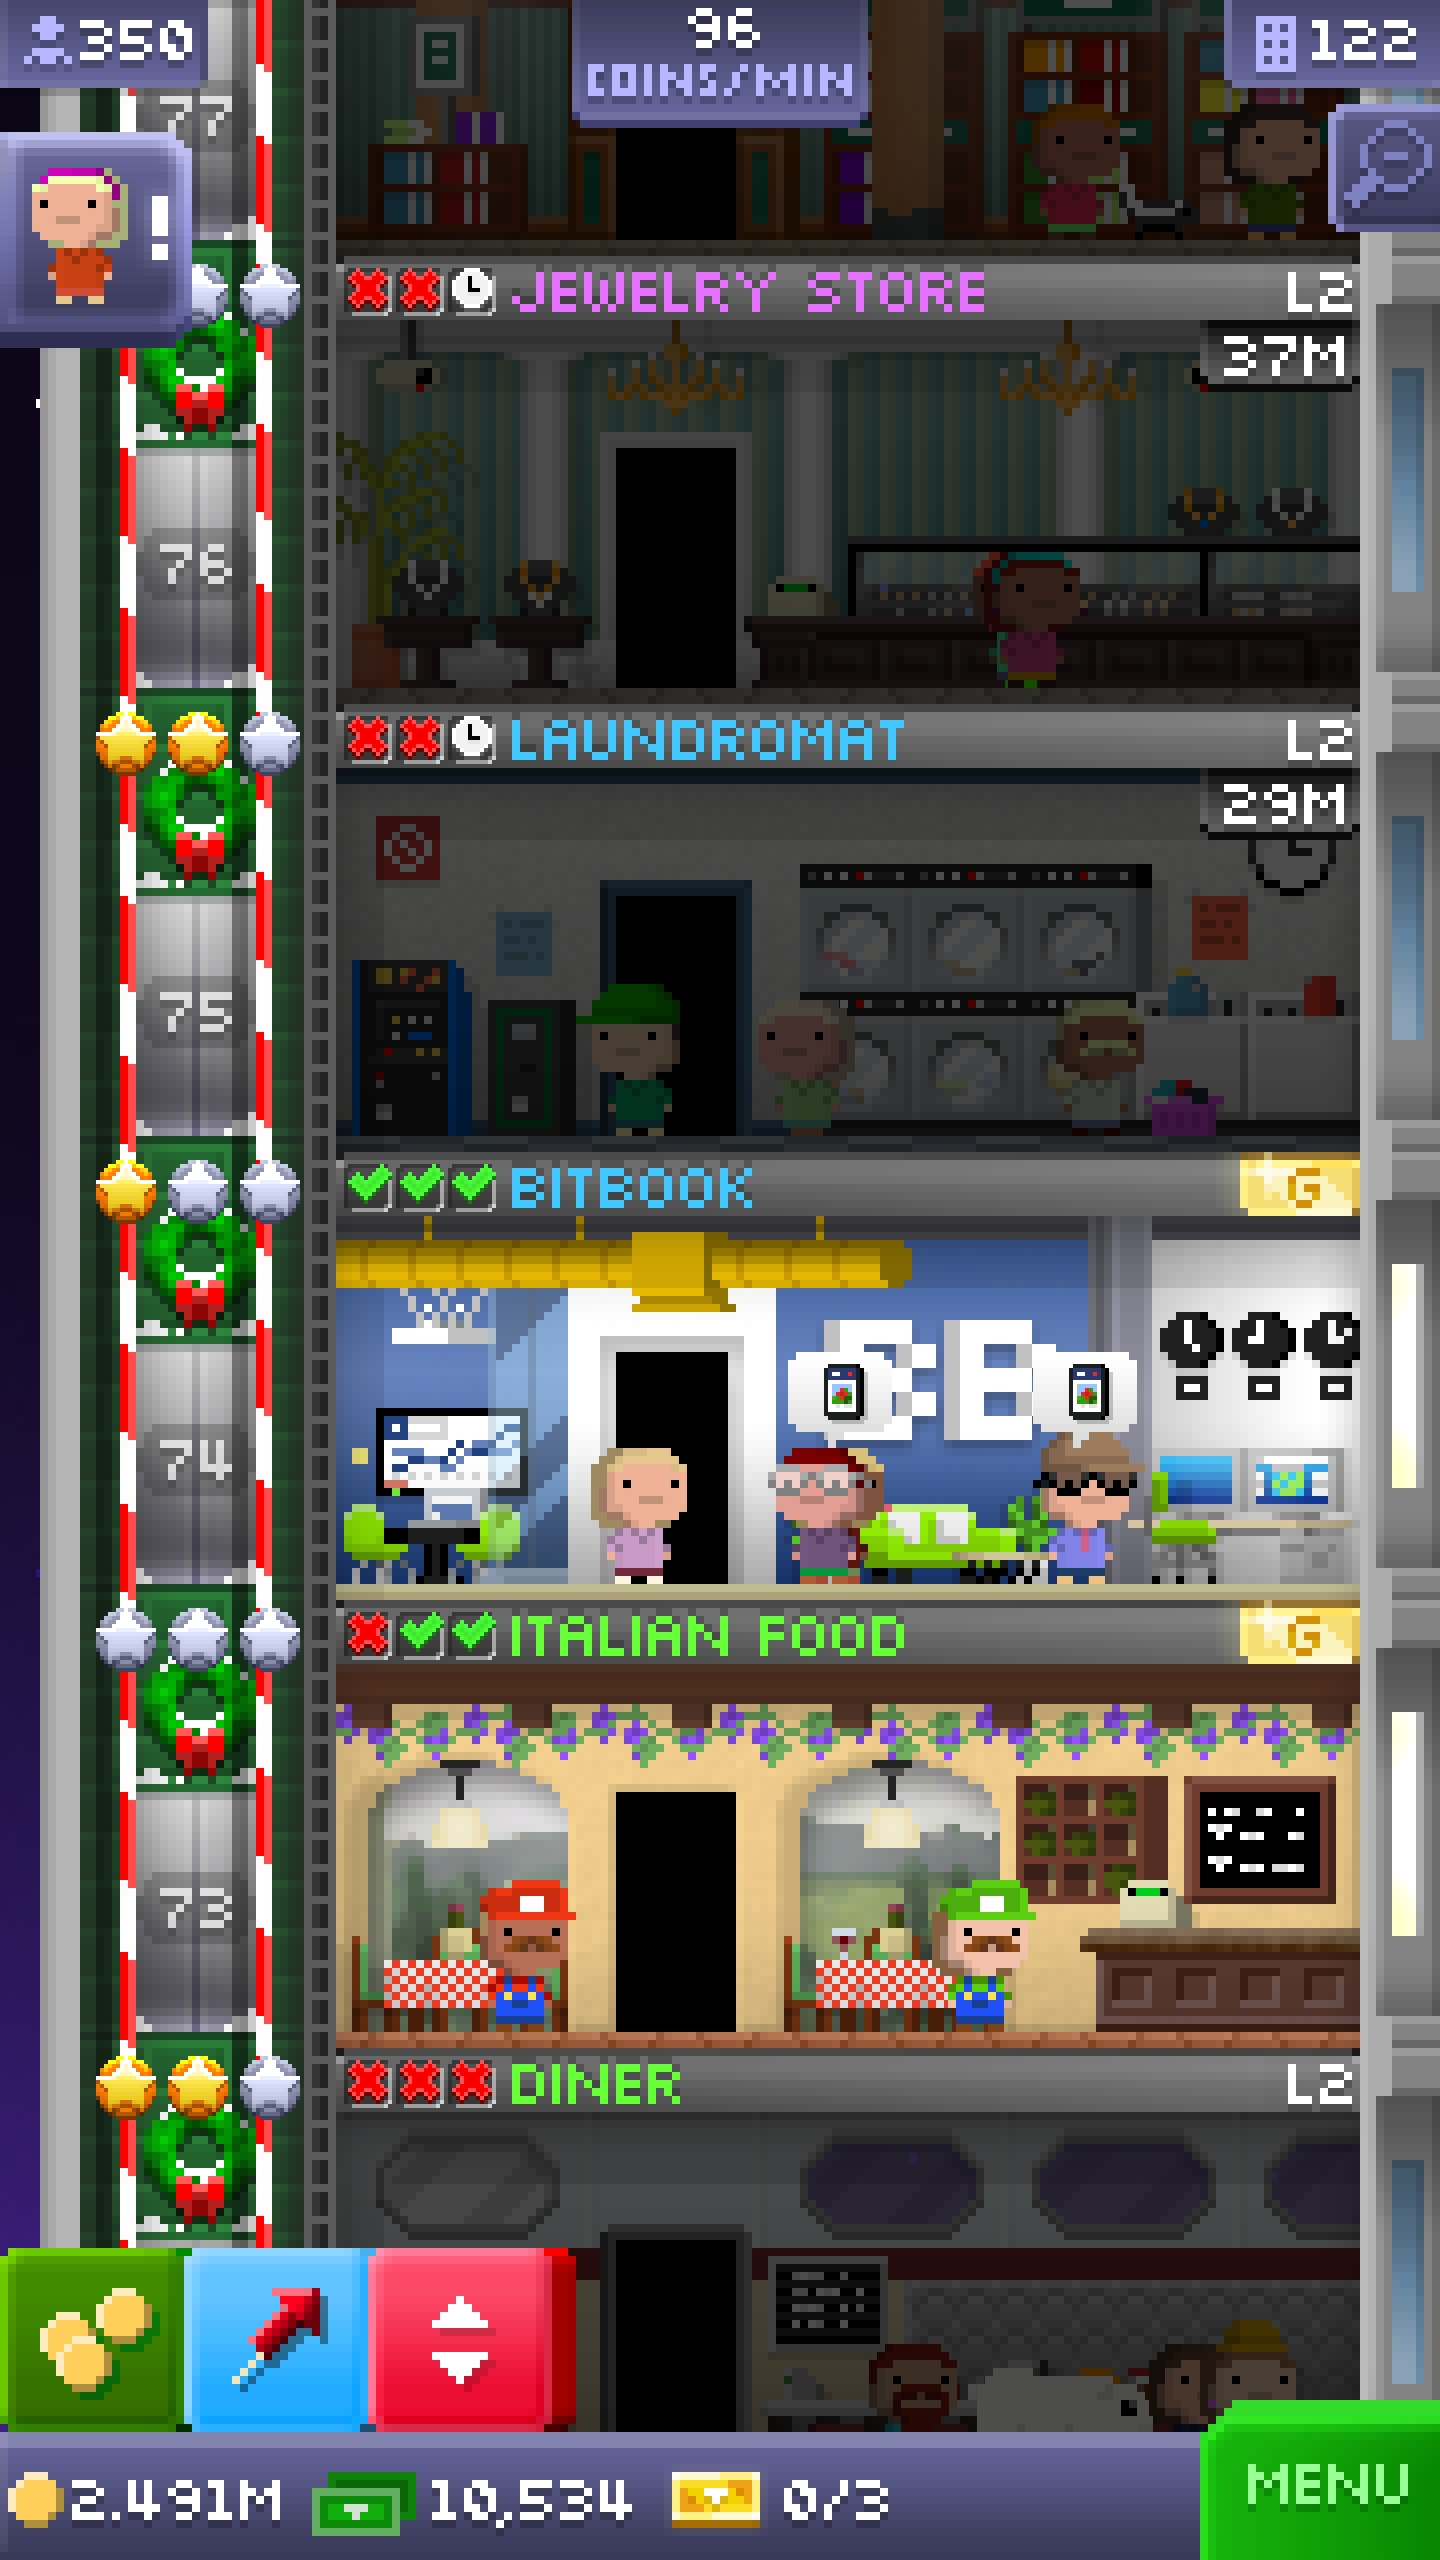 350
96
COINS/MIN
122
77
!
JEWELRY STORE L2
37M
76
LAUNDROMAT L2
29M
75
BITBOOK G
74
ITALIAN FOOD G
73
DINER L2
2.491M 10,534 0/3
MENU